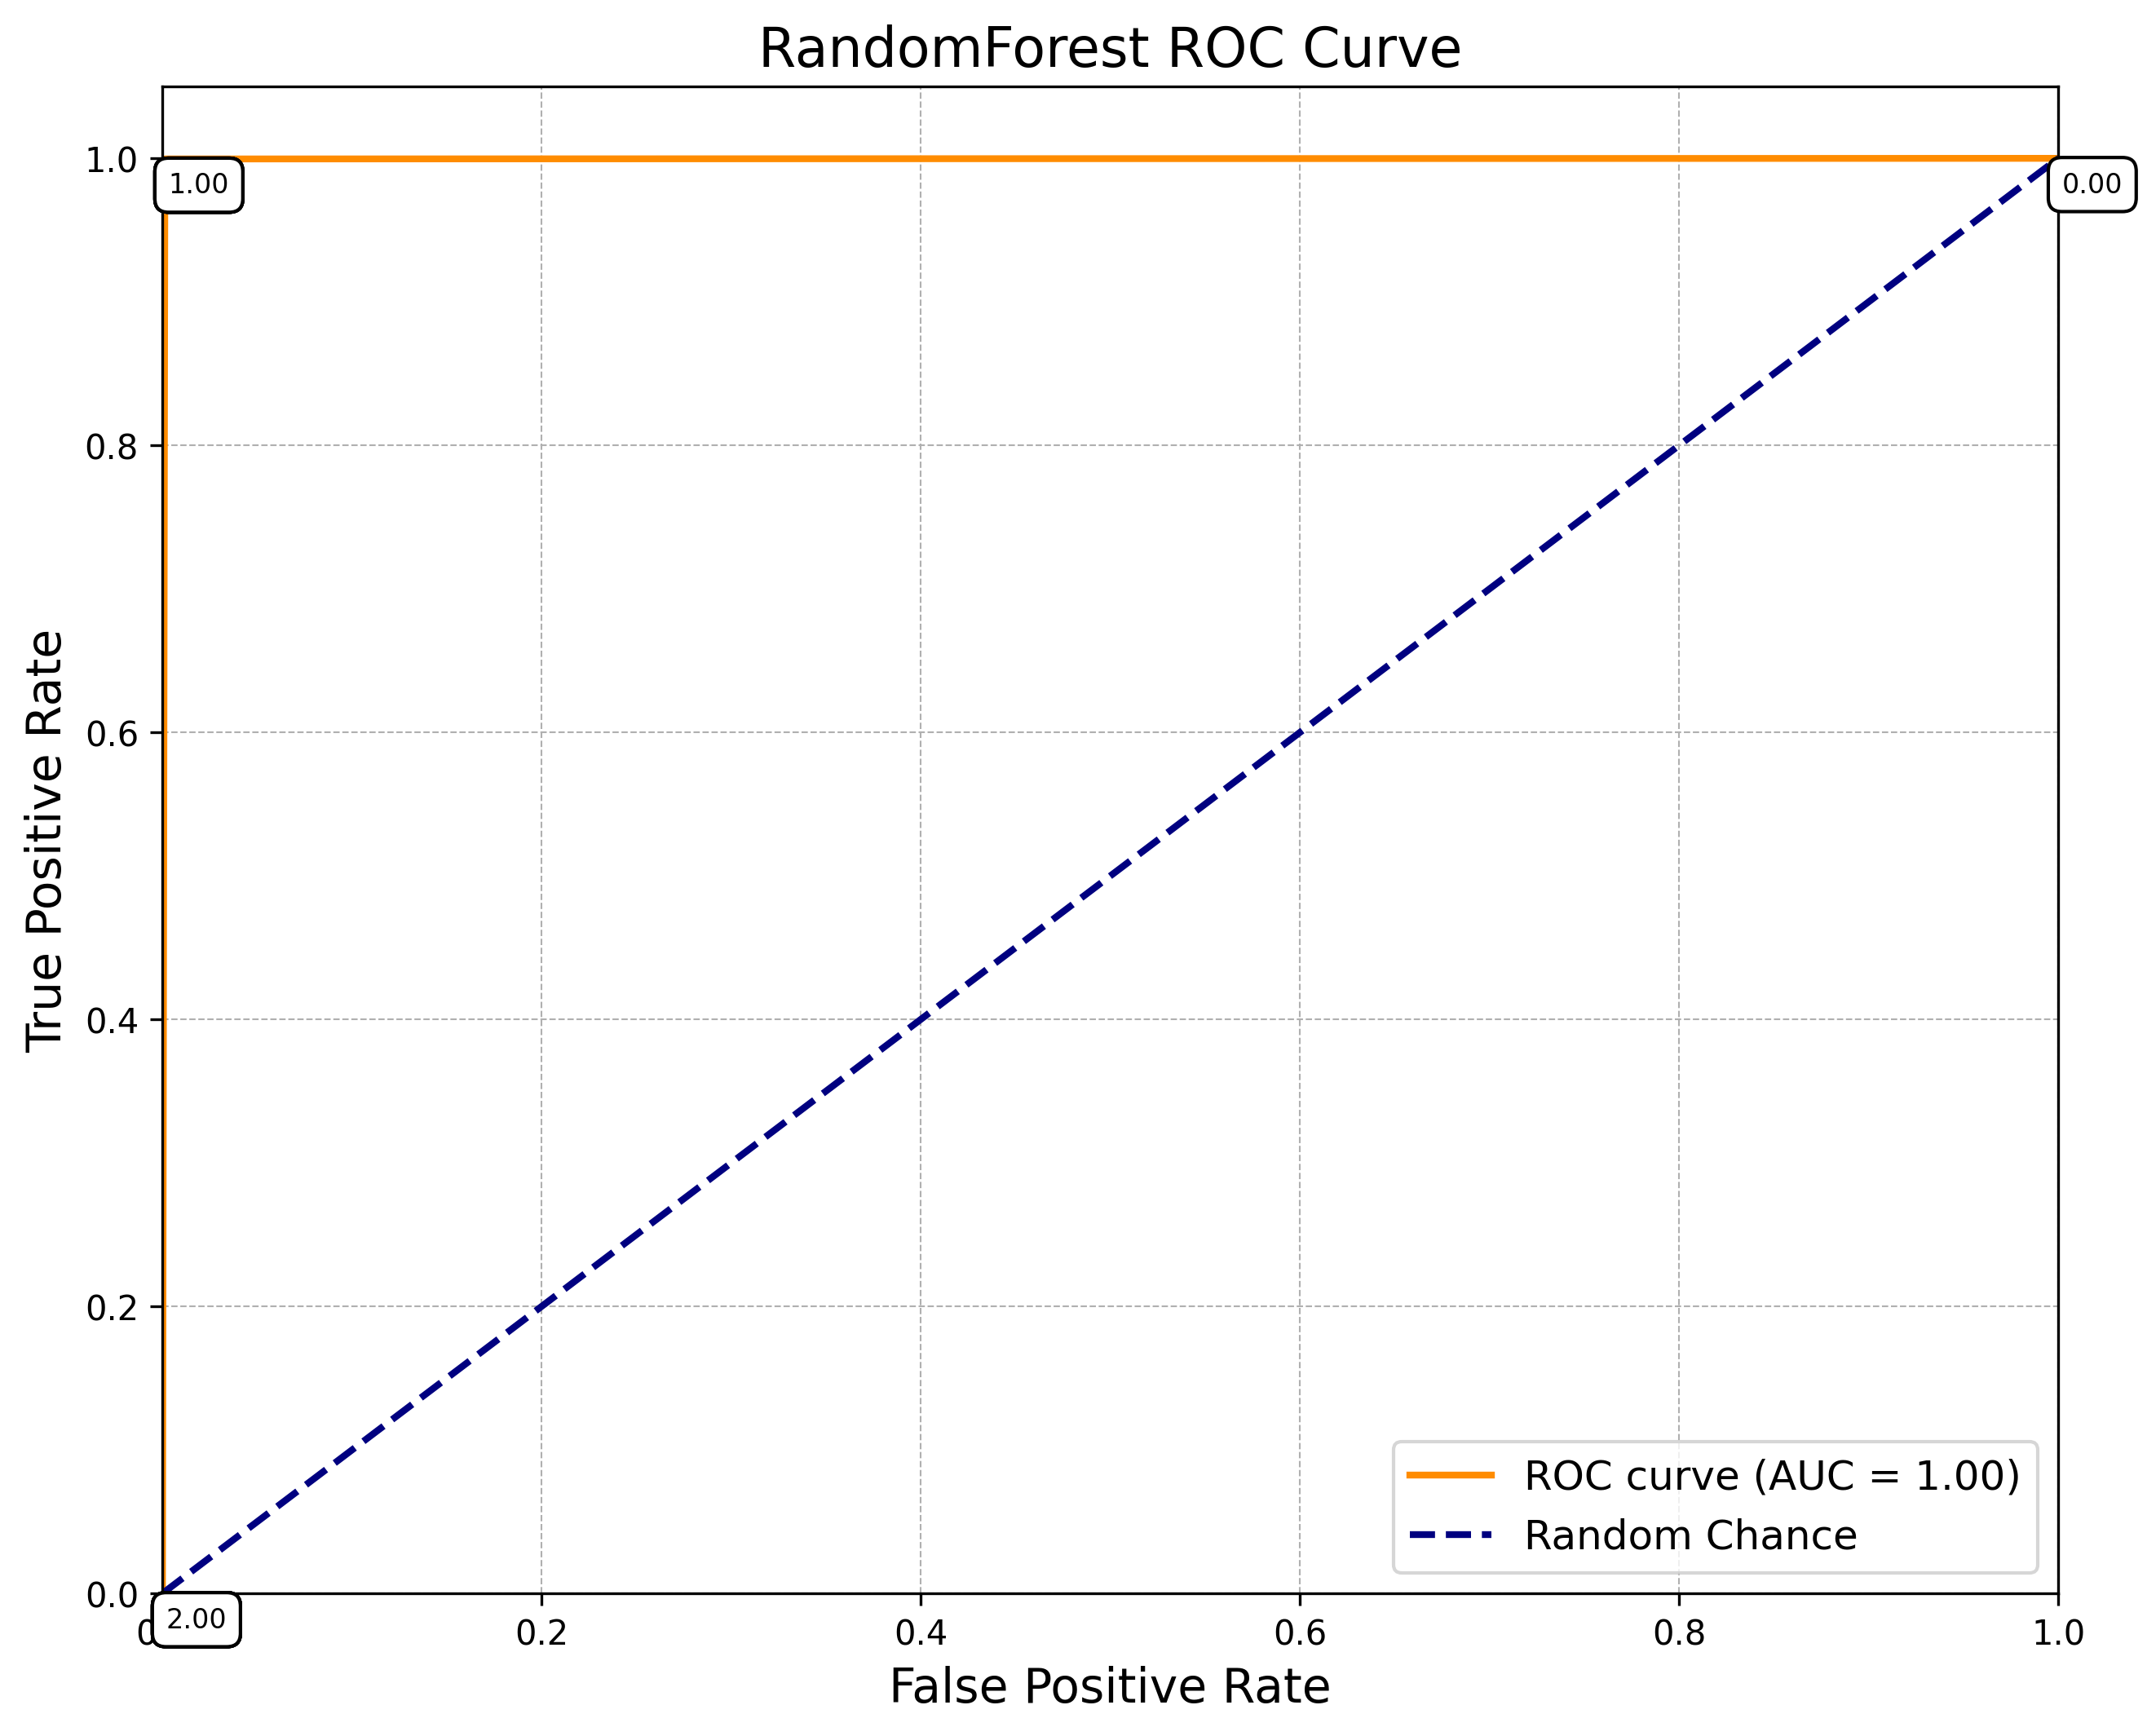 RandomForest ROC Curve
1.0
1.00
0.00
0.8
True Positive Rate
0.6
0.4
0.2
ROC curve (AUC = 1.00)
Random Chance
0.0
2.00
0.2
0.4
0.6
0.8
1.0
False Positive Rate